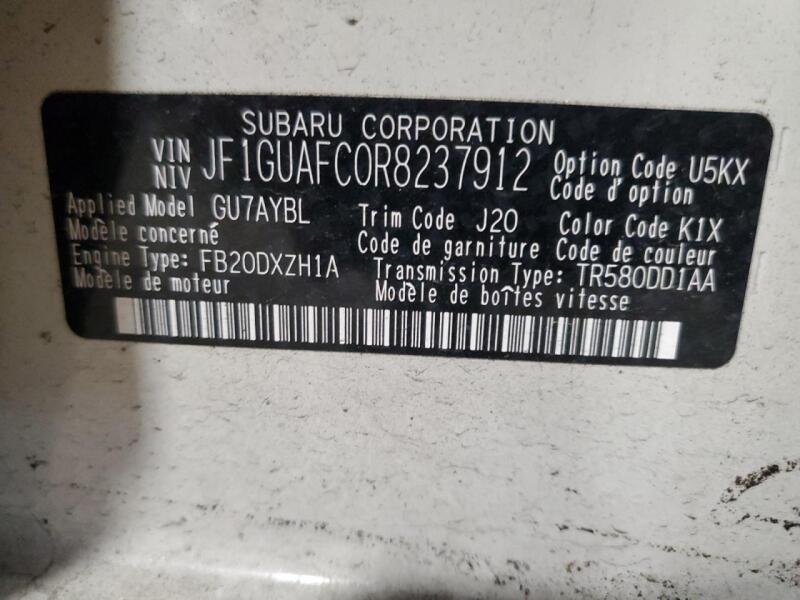 SUBARU CORPORATION
VIN NIV JF1GUAFC0R8237912 Option Code U5KX
Code d'option
Applied Model GU7AYBL Trim Code J20 Color Code K1X
Modèle concerné Code de garniture Code de couleur
Engine Type: FB20DXZH1A Transmission Type: TR580DD1AA
Modèle de moteur Modèle de boîtes vitesse